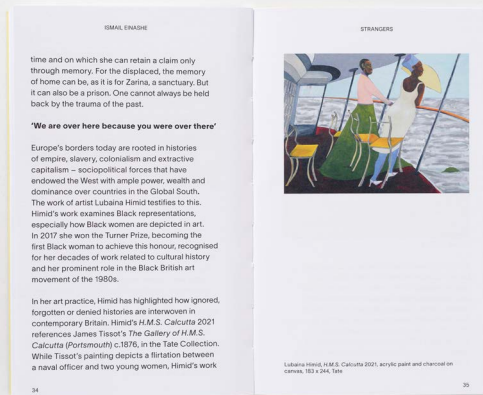 ISMAIL EINASHE
time and on which she can retain a claim only
through memory. For the displaced, the memory
of home can be, as it is for Zarina, a sanctuary. But
it can also be a prison. One cannot always be held
back by the trauma of the past.
‘We are over here because you were over there’
Europe's borders today are rooted in histories
of empire, slavery, colonialism and extractive
capitalism – sociopolitical forces that have
endowed the West with ample power, wealth and
dominance over countries in the Global South.
The work of artist Lubaina Himid testifies to this.
Himid's work examines Black representations,
especially how Black women are depicted in art.
In 2017 she won the Turner Prize, becoming the
first Black woman to achieve this honour, recognised
for her decades of work related to cultural history
and her prominent role in the Black British art
movement of the 1980s.
In her art practice, Himid has highlighted how ignored,
forgotten or denied histories are interwoven in
contemporary Britain. Himid's H.M.S. Calcutta 2021
references James Tissot's The Gallery of H.M.S.
Calcutta (Portsmouth) c.1876, in the Tate Collection.
While Tissot's painting depicts a flirtation between
a naval officer and two young women, Himid's work
34
STRANGERS
Lubaina Himid, H.M.S. Calcutta 2021, acrylic paint and charcoal on
canvas, 183 x 244, Tate
35